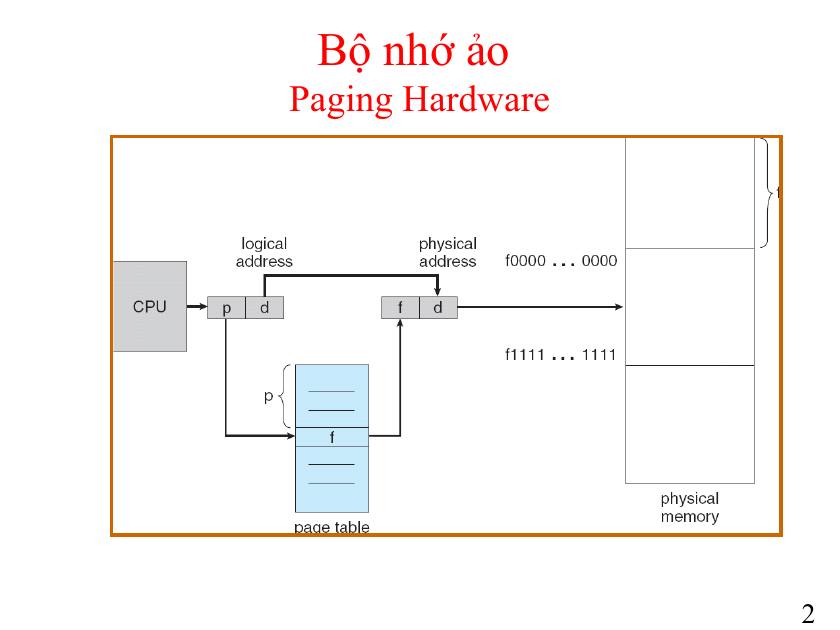 Bộ nhớ ảo
Paging Hardware
logical
address
physical
address
f0000 ... 0000
CPU
p d
f d
f1111 ... 1111
p
f
page table
physical
memory
2